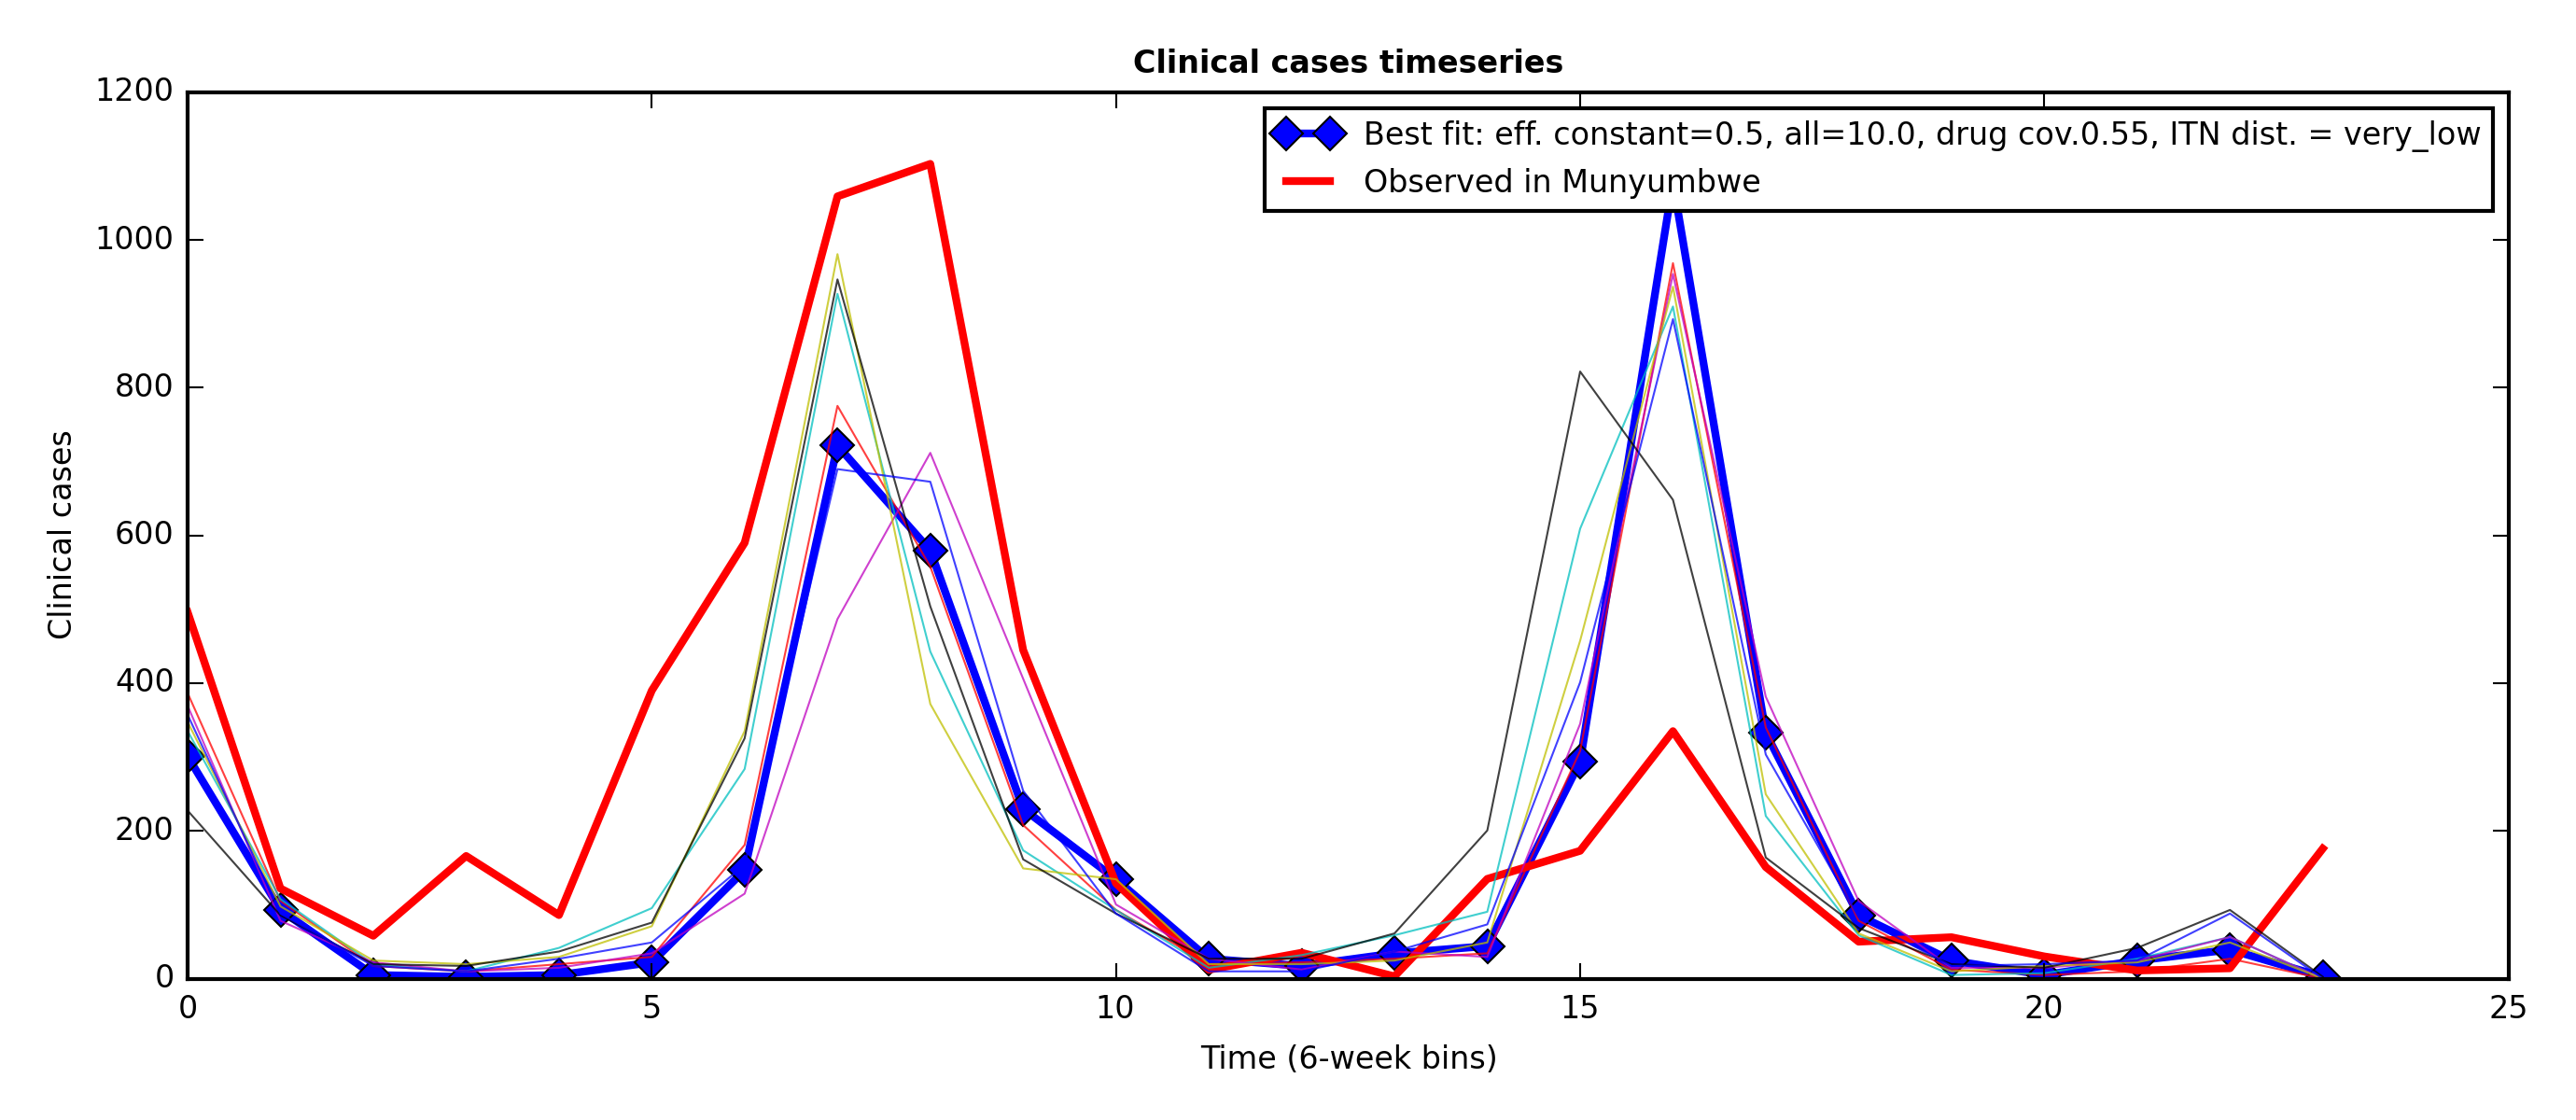 Clinical cases timeseries
Best fit: eff. constant=0.5, all=10.0, drug cov.0.55, ITN dist. = very_low
Observed in Munyumbwe
Clinical cases
1200
1000
800
600
400
200
0
0 5 10 15 20 25
Time (6-week bins)